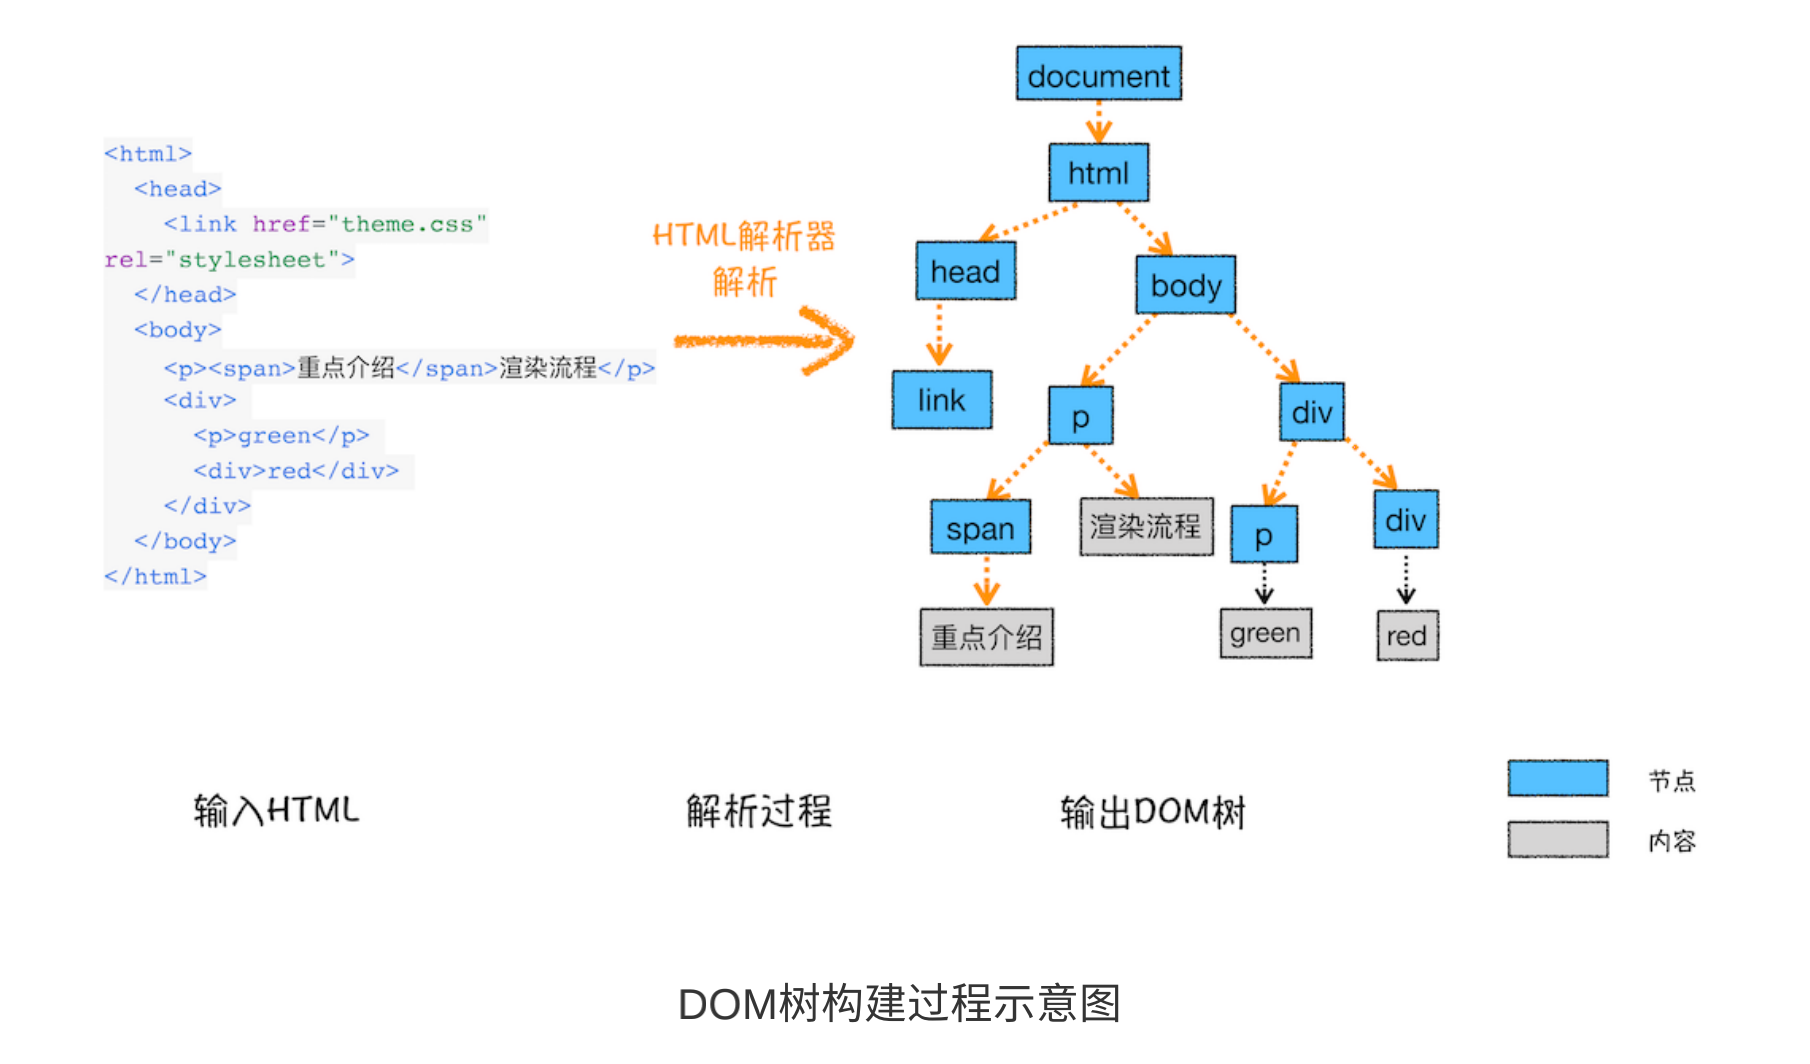 <html>
<head>
<link href="theme.css"
rel="stylesheet">
</head>
<body>
<p><span>重点介绍</span>渲染流程</p>
<div>
<p>green</p>
<div>red</div>
</div>
</body>
</html>
HTML解析器
解析
document
html
head
body
link
p
div
span
渲染流程
p
div
重点介绍
green
red
输入HTML
解析过程
输出DOM树
节点
内容
DOM树构建过程示意图